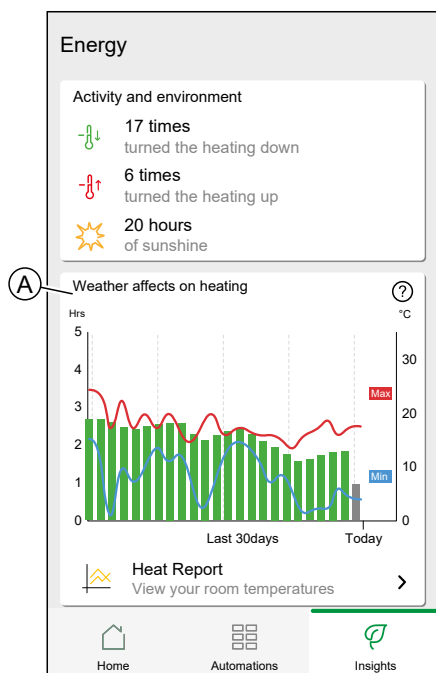 Energy
Activity and environment
17 times
turned the heating down
6 times
turned the heating up
20 hours
of sunshine
A
Weather affects on heating
?
Hrs
°C
5
4
3
2
1
0
30
20
10
0
Max
Min
Last 30days
Today
Heat Report
View your room temperatures
Home
Automations
Insights